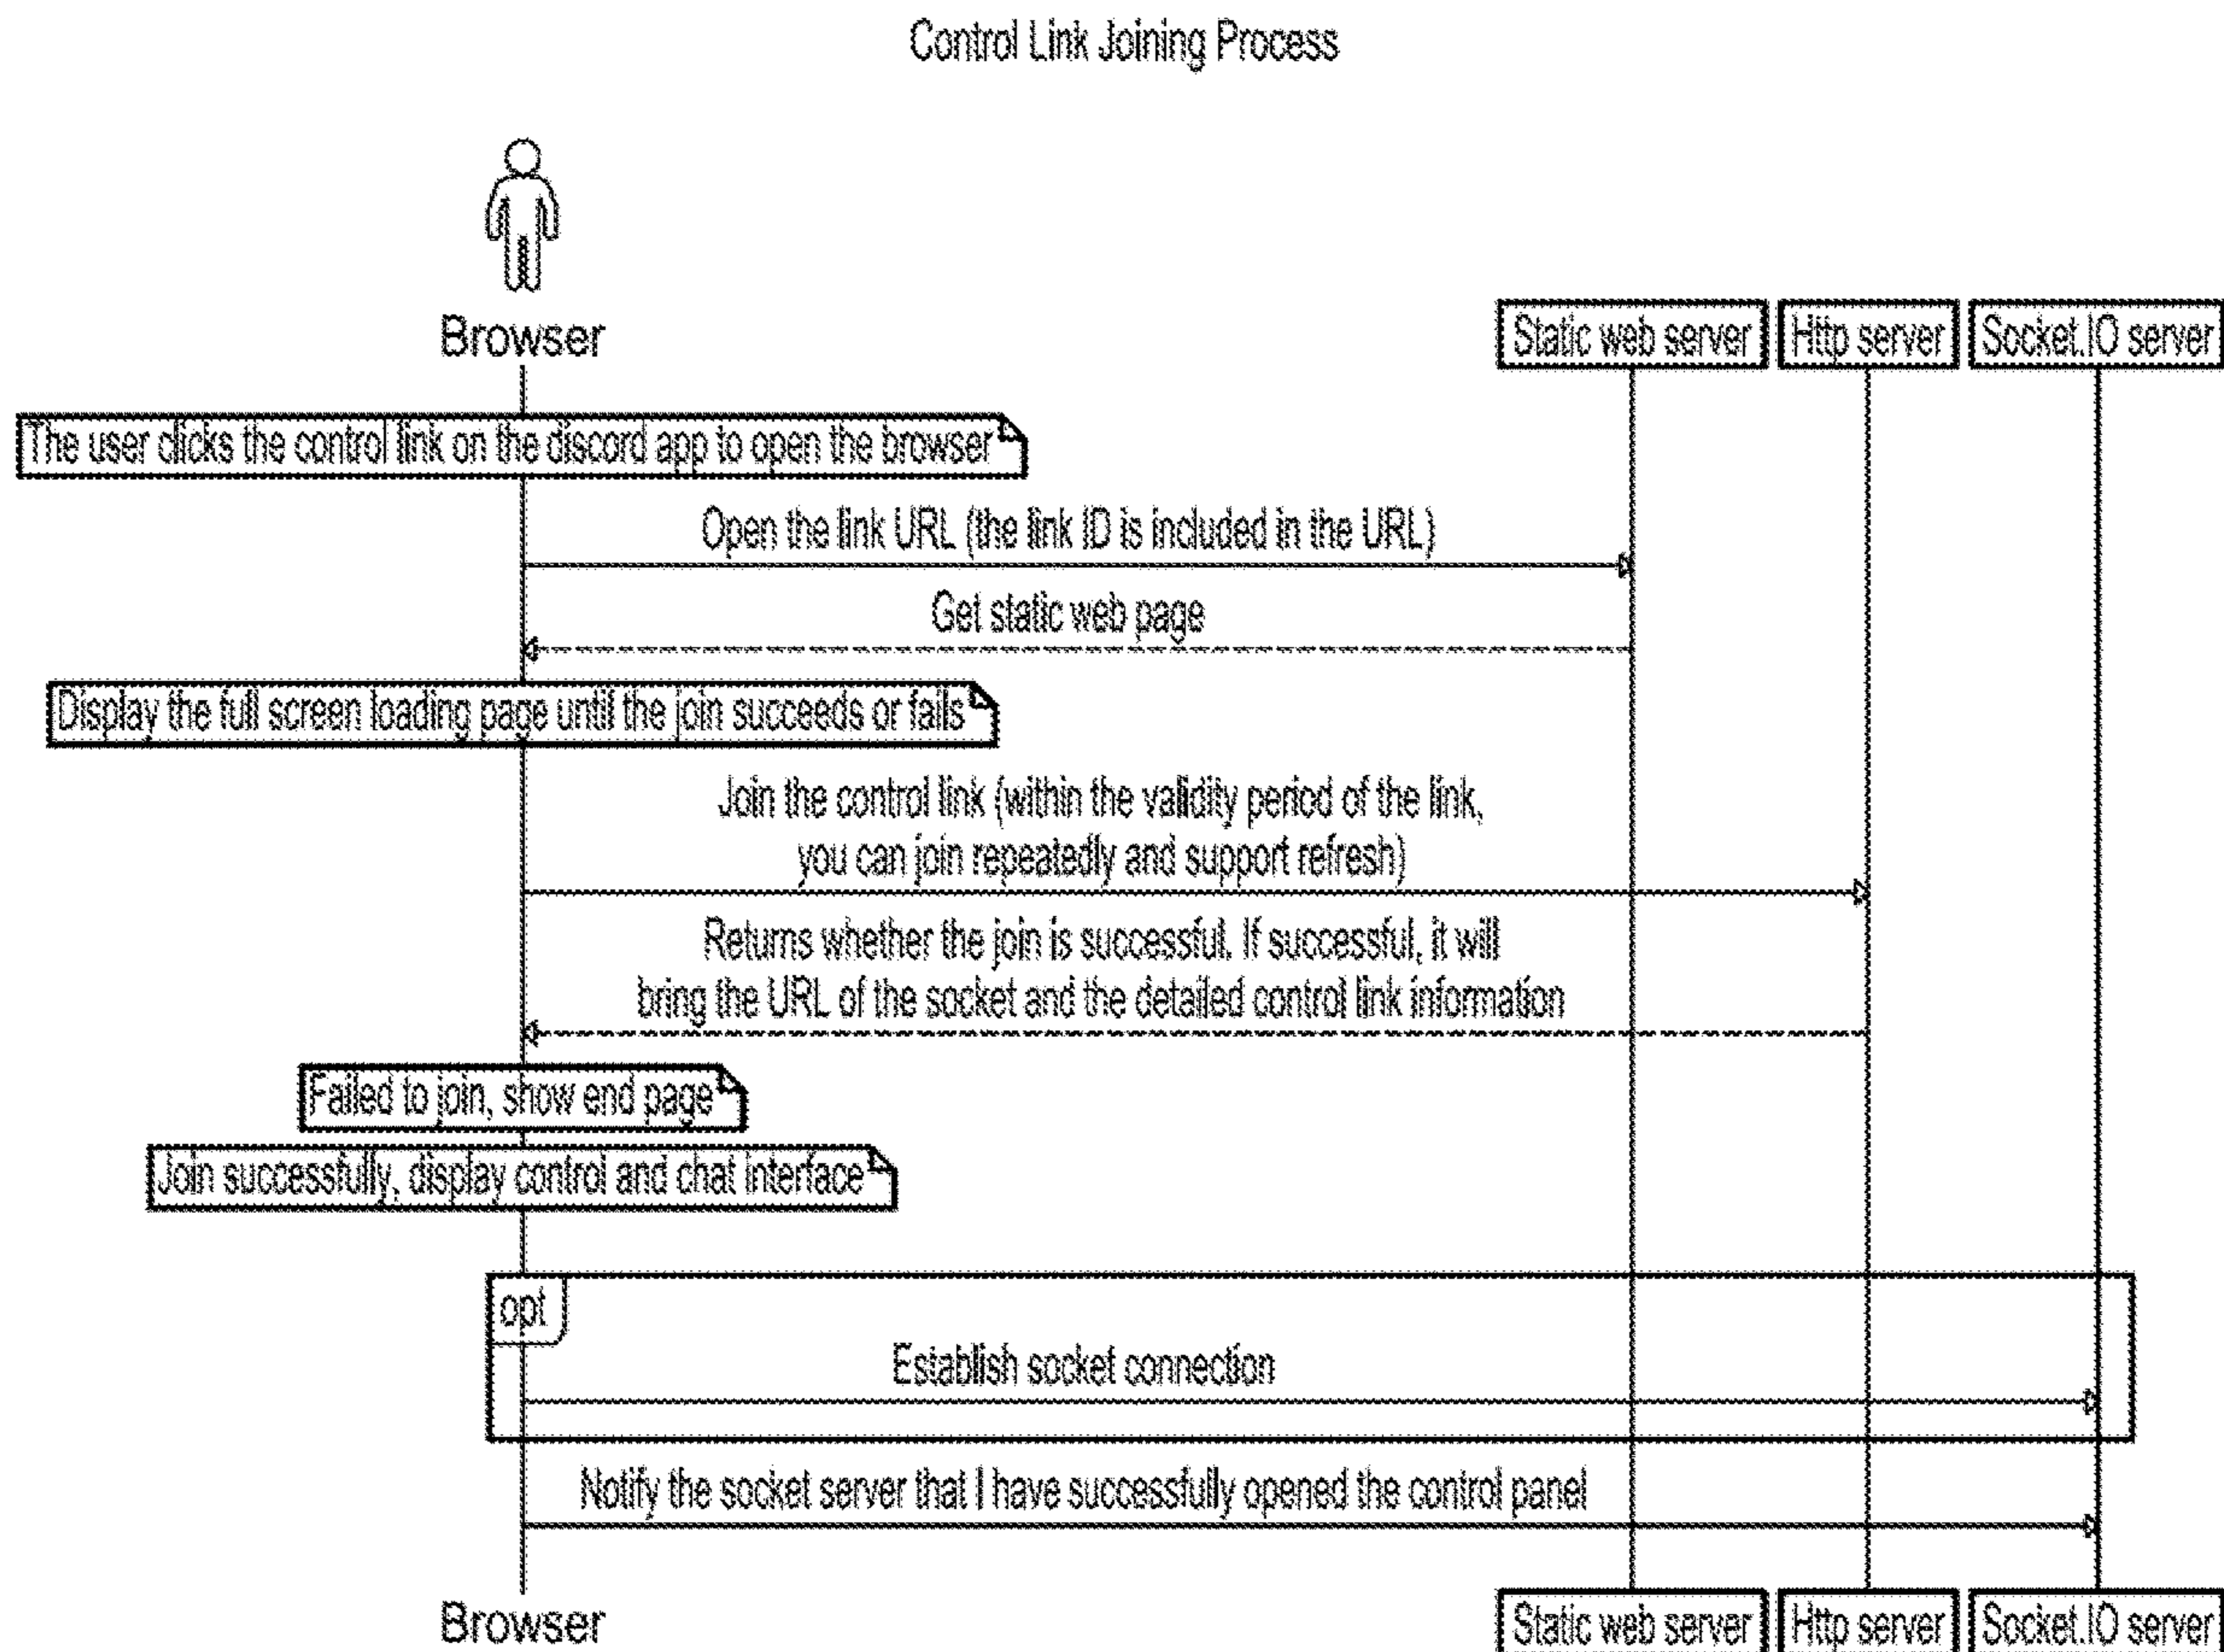 Control Link Joining Process
Browser
Static web server
Http server
Socket.IO server
The user clicks the control link on the discord app to open the browser
Open the link URL (the link ID is included in the URL)
Get static web page
Display the full screen loading page until the join succeeds or fails
Join the control link (within the validity period of the link,
you can join repeatedly and support refresh)
Returns whether the join is successful. If successful, it will
bring the URL of the socket and the detailed control link information
Failed to join, show end page
Join successfully, display control and chat interface
opt
Establish socket connection
Notify the socket server that I have successfully opened the control panel
Browser
Static web server
Http server
Socket.IO server